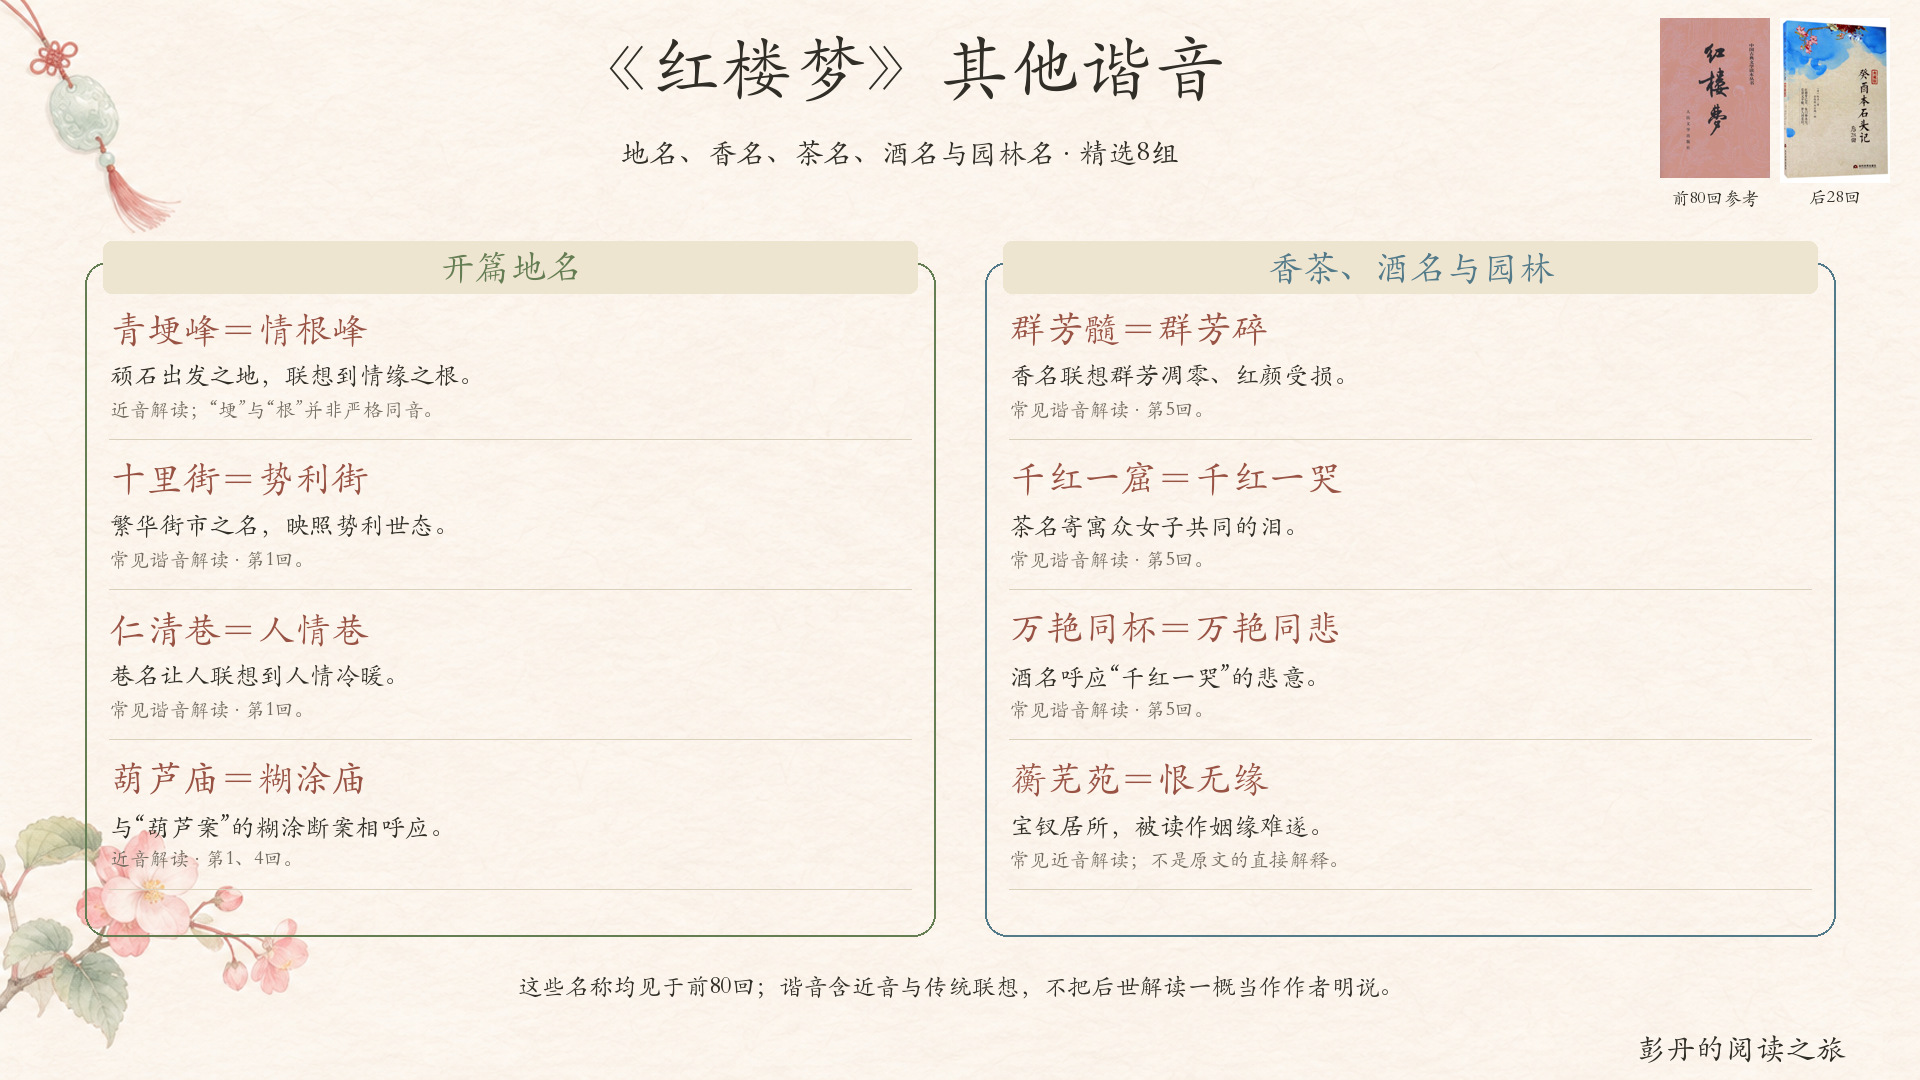 《红楼梦》其他谐音
地名、香名、茶名、酒名与园林名·精选8组
红楼梦
癸酉本石头记
前80回参考
后28回
开篇地名
青埂峰＝情根峰
顽石出发之地，联想到情缘之根。
近音解读；“埂”与“根”并非严格同音。
十里街＝势利街
繁华街市之名，映照势利世态。
常见谐音解读·第1回。
仁清巷＝人情巷
巷名让人联想到人情冷暖。
常见谐音解读·第1回。
葫芦庙＝糊涂庙
与“葫芦案”的糊涂断案相呼应。
近音解读·第1、4回。
香茶、酒名与园林
群芳髓＝群芳碎
香名联想群芳凋零、红颜受损。
常见谐音解读·第5回。
千红一窟＝千红一哭
茶名寄寓众女子共同的泪。
常见谐音解读·第5回。
万艳同杯＝万艳同悲
酒名呼应“千红一哭”的悲意。
常见谐音解读·第5回。
蘅芜苑＝恨无缘
宝钗居所，被读作姻缘难遂。
常见近音解读；不是原文的直接解释。
这些名称均见于前80回；谐音含近音与传统联想，不把后世解读一概当作作者明说。
彭丹的阅读之旅